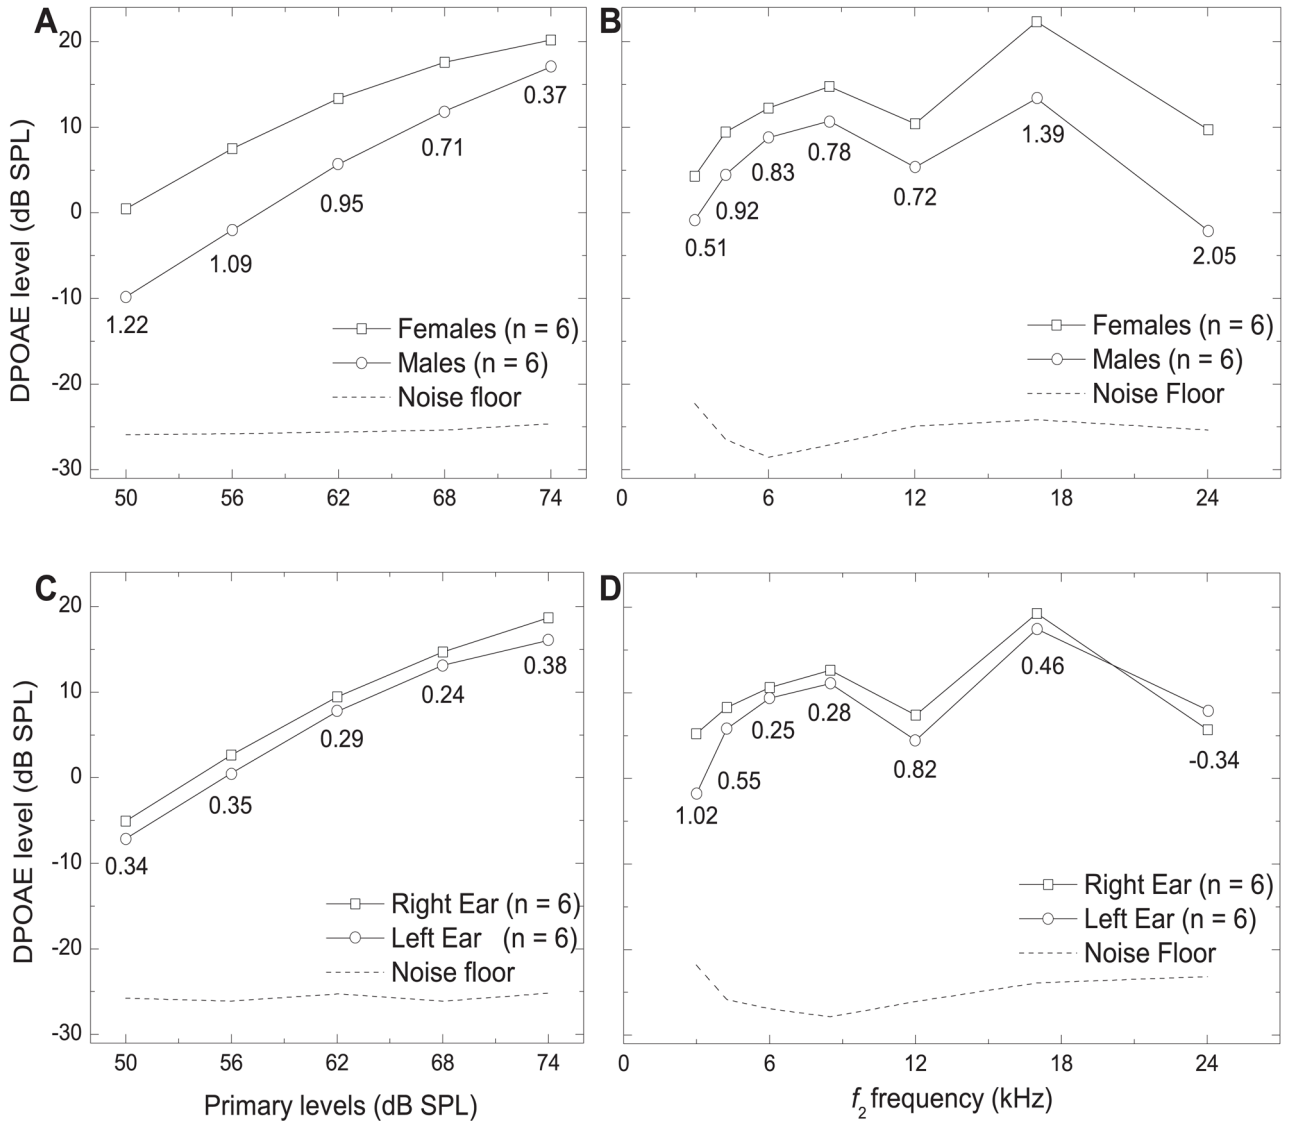 A
DPOAE level (dB SPL)
20
10
0
-10
-20
-30
1.22
1.09
0.95
0.71
0.37
Females (n = 6)
Males (n = 6)
Noise floor
50 56 62 68 74
B
0.51
0.92
0.83
0.78
0.72
1.39
2.05
Females (n = 6)
Males (n = 6)
Noise Floor
0 6 12 18 24
C
DPOAE level (dB SPL)
20
10
0
-10
-20
-30
0.34
0.35
0.29
0.24
0.38
Right Ear (n = 6)
Left Ear (n = 6)
Noise floor
50 56 62 68 74
Primary levels (dB SPL)
D
1.02
0.55
0.25
0.28
0.82
0.46
-0.34
Right Ear (n = 6)
Left Ear (n = 6)
Noise Floor
0 6 12 18 24
f2 frequency (kHz)